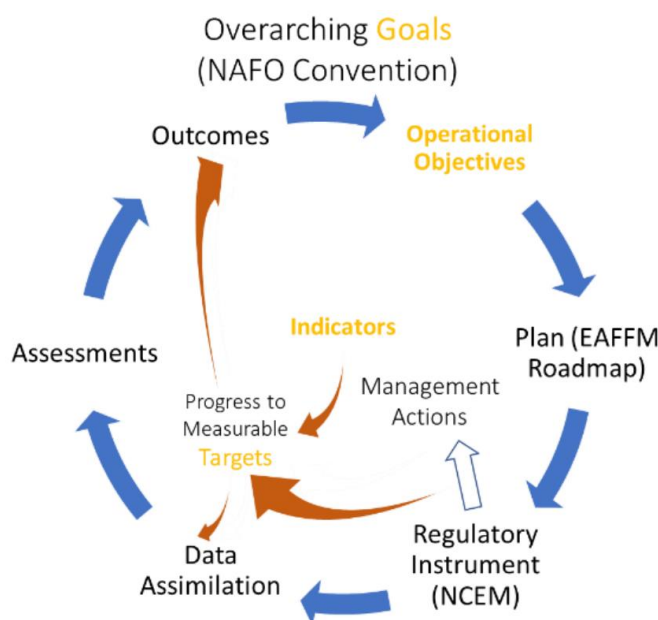 Overarching Goals
(NAFO Convention)
Outcomes
Operational
Objectives
Indicators
Plan (EAFFM
Roadmap)
Assessments
Management
Actions
Progress to
Measurable
Targets
Regulatory
Instrument
(NCEM)
Data
Assimilation